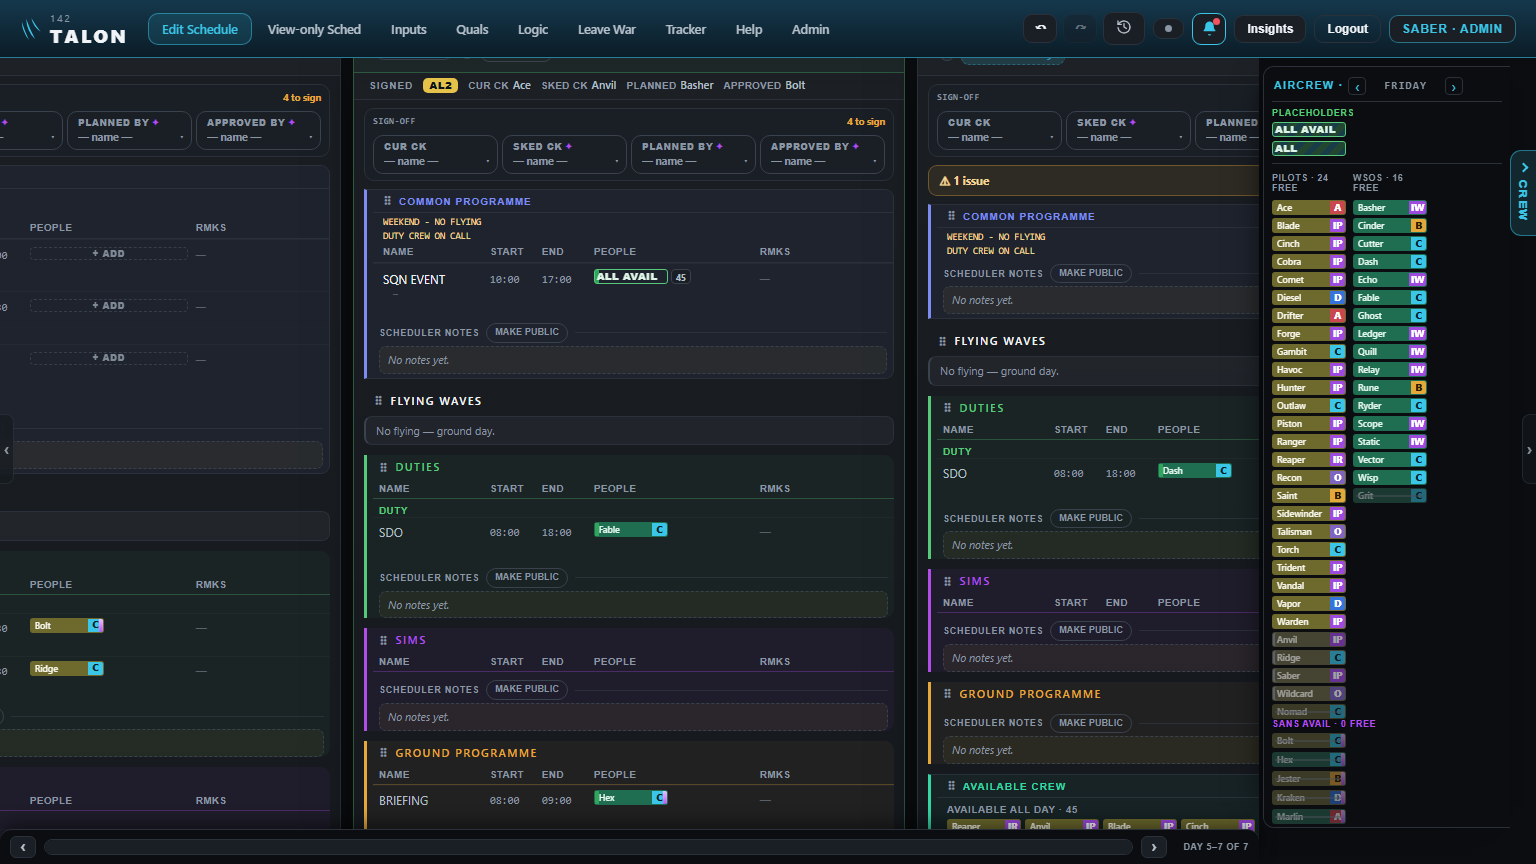 142
TALON
Edit Schedule
View-only Sched
Inputs
Quals
Logic
Leave War
Tracker
Help
Admin
Insights
Logout
SABER · ADMIN
4 to sign
PLANNED BY ✦
— name —
APPROVED BY ✦
— name —
PEOPLE
RMKS
+ ADD
—
+ ADD
—
+ ADD
—
PEOPLE
RMKS
Bolt C
—
Ridge C
—
PEOPLE
RMKS
SIGNED AL2 CUR CK Ace SKED CK Anvil PLANNED Basher APPROVED Bolt
SIGN-OFF
4 to sign
CUR CK
— name —
SKED CK ✦
— name —
PLANNED BY ✦
— name —
APPROVED BY ✦
— name —
COMMON PROGRAMME
WEEKEND - NO FLYING
DUTY CREW ON CALL
NAME START END PEOPLE RMKS
SQN EVENT 10:00 17:00 ALL AVAIL 45 —
—
SCHEDULER NOTES MAKE PUBLIC
No notes yet.
FLYING WAVES
No flying — ground day.
DUTIES
NAME START END PEOPLE RMKS
DUTY
SDO 08:00 18:00 Fable C —
SCHEDULER NOTES MAKE PUBLIC
No notes yet.
SIMS
NAME START END PEOPLE RMKS
SCHEDULER NOTES MAKE PUBLIC
No notes yet.
GROUND PROGRAMME
NAME START END PEOPLE RMKS
BRIEFING 08:00 09:00 Hex C —
SIGN-OFF
CUR CK
— name —
SKED CK ✦
— name —
PLANNED
— name —
⚠ 1 issue
COMMON PROGRAMME
WEEKEND - NO FLYING
DUTY CREW ON CALL
SCHEDULER NOTES MAKE PUBLIC
No notes yet.
FLYING WAVES
No flying — ground day.
DUTIES
NAME START END PEOPLE
DUTY
SDO 08:00 18:00 Dash C
SCHEDULER NOTES MAKE PUBLIC
No notes yet.
SIMS
NAME START END PEOPLE
SCHEDULER NOTES MAKE PUBLIC
No notes yet.
GROUND PROGRAMME
SCHEDULER NOTES MAKE PUBLIC
No notes yet.
AVAILABLE CREW
AVAILABLE ALL DAY · 45
Reaper IR Anvil IP Blade IP Cinch IP
AIRCREW · ‹ FRIDAY ›
PLACEHOLDERS
ALL AVAIL
ALL
PILOTS · 24 FREE
Ace A
Blade IP
Cinch IP
Cobra IP
Comet IP
Diesel D
Drifter A
Forge IP
Gambit C
Havoc IP
Hunter IP
Outlaw C
Piston IP
Ranger IP
Reaper IR
Recon O
Saint B
Sidewinder IP
Talisman O
Torch C
Trident IP
Vandal IP
Vapor D
Warden IP
Anvil IP
Ridge C
Saber IP
Wildcard O
Nomad C
WSOS · 16 FREE
Basher IW
Cinder B
Cutter C
Dash C
Echo IW
Fable C
Ghost C
Ledger IW
Quill IW
Relay IW
Rune B
Ryder C
Scope IW
Static IW
Vector C
Wisp C
Grit C
SANS AVAIL · 0 FREE
Bolt C
Hex C
Jester B
Kraken D
Marlin A
CREW
DAY 5–7 OF 7